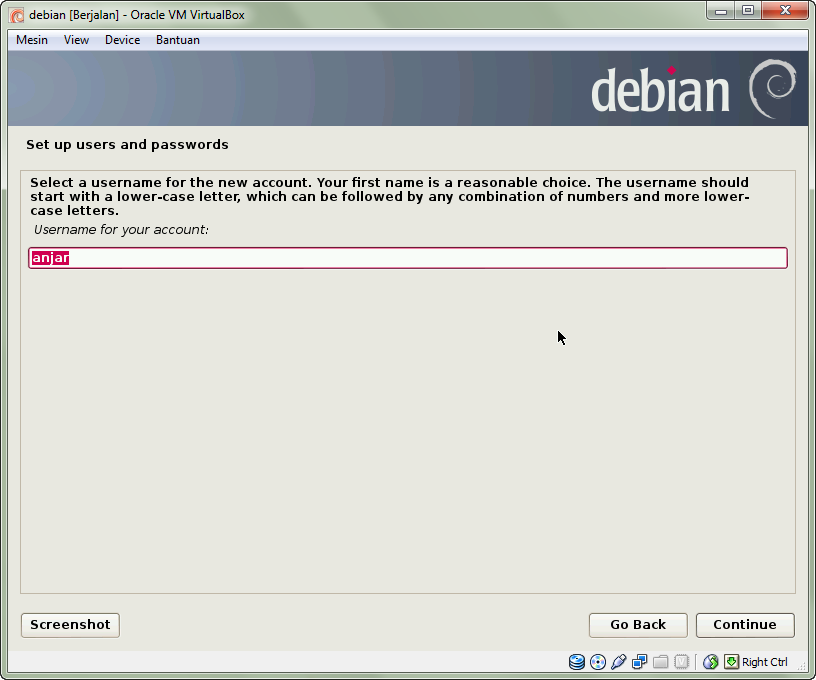 debian [Berjalan] - Oracle VM VirtualBox
Mesin View Device Bantuan
debian
Set up users and passwords
Select a username for the new account. Your first name is a reasonable choice. The username should
start with a lower-case letter, which can be followed by any combination of numbers and more lower-
case letters.
Username for your account:
anjar
Screenshot Go Back Continue
Right Ctrl